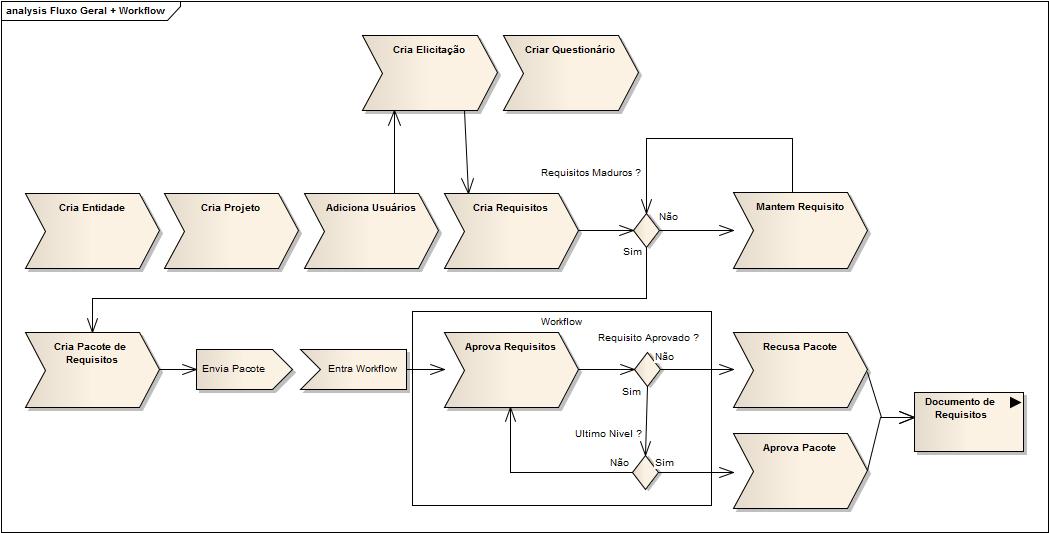 analysis Fluxo Geral + Workflow
Cria Elicitação
Criar Questionário
Requisitos Maduros ?
Cria Entidade
Cria Projeto
Adiciona Usuários
Cria Requisitos
Não
Mantem Requisito
Sim
Cria Pacote de
Requisitos
Envia Pacote
Entra Workflow
Workflow
Aprova Requisitos
Requisito Aprovado ?
Não
Sim
Recusa Pacote
Documento de
Requisitos
Ultimo Nivel ?
Não
Sim
Aprova Pacote